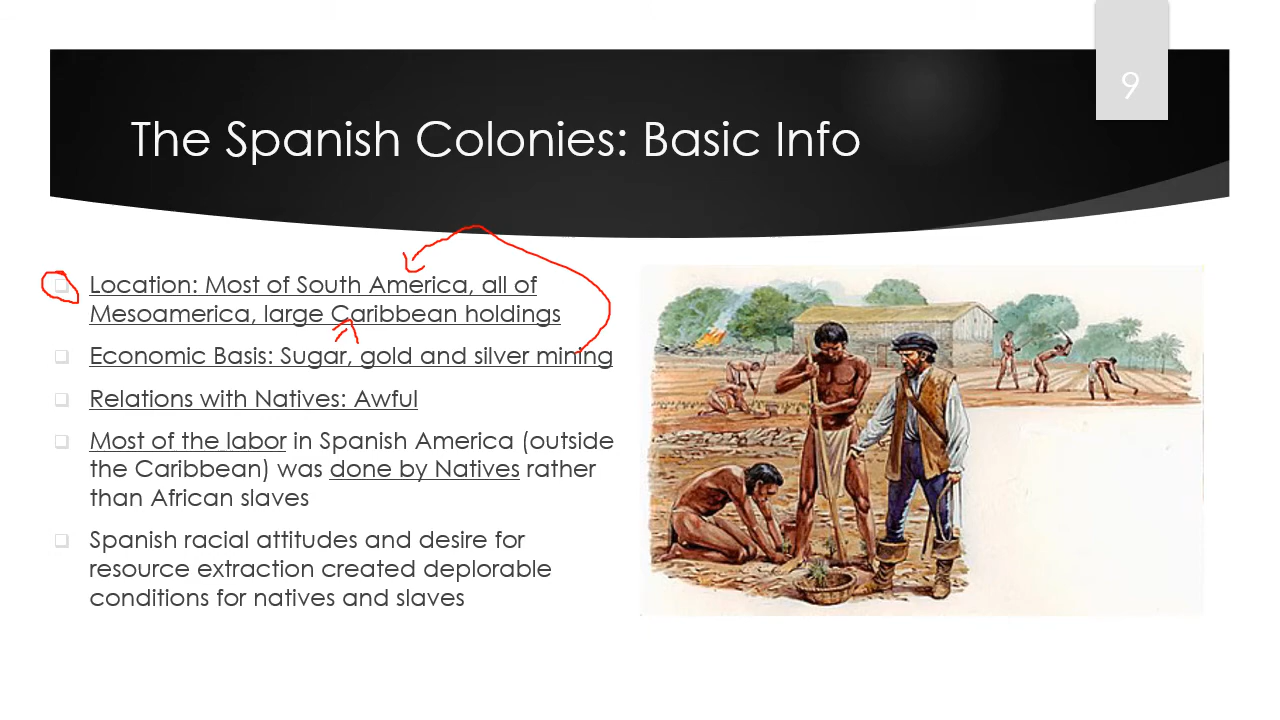 9
The Spanish Colonies: Basic Info
Location: Most of South America, all of
Mesoamerica, large Caribbean holdings
Economic Basis: Sugar, gold and silver mining
Relations with Natives: Awful
Most of the labor in Spanish America (outside
the Caribbean) was done by Natives rather
than African slaves
Spanish racial attitudes and desire for
resource extraction created deplorable
conditions for natives and slaves